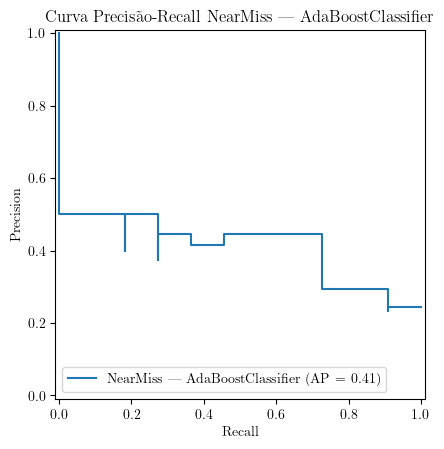 Curva Precisão-Recall NearMiss — AdaBoostClassifier
1.0
0.8
0.6
0.4
0.2
0.0
Precision
NearMiss — AdaBoostClassifier (AP = 0.41)
0.0 0.2 0.4 0.6 0.8 1.0
Recall